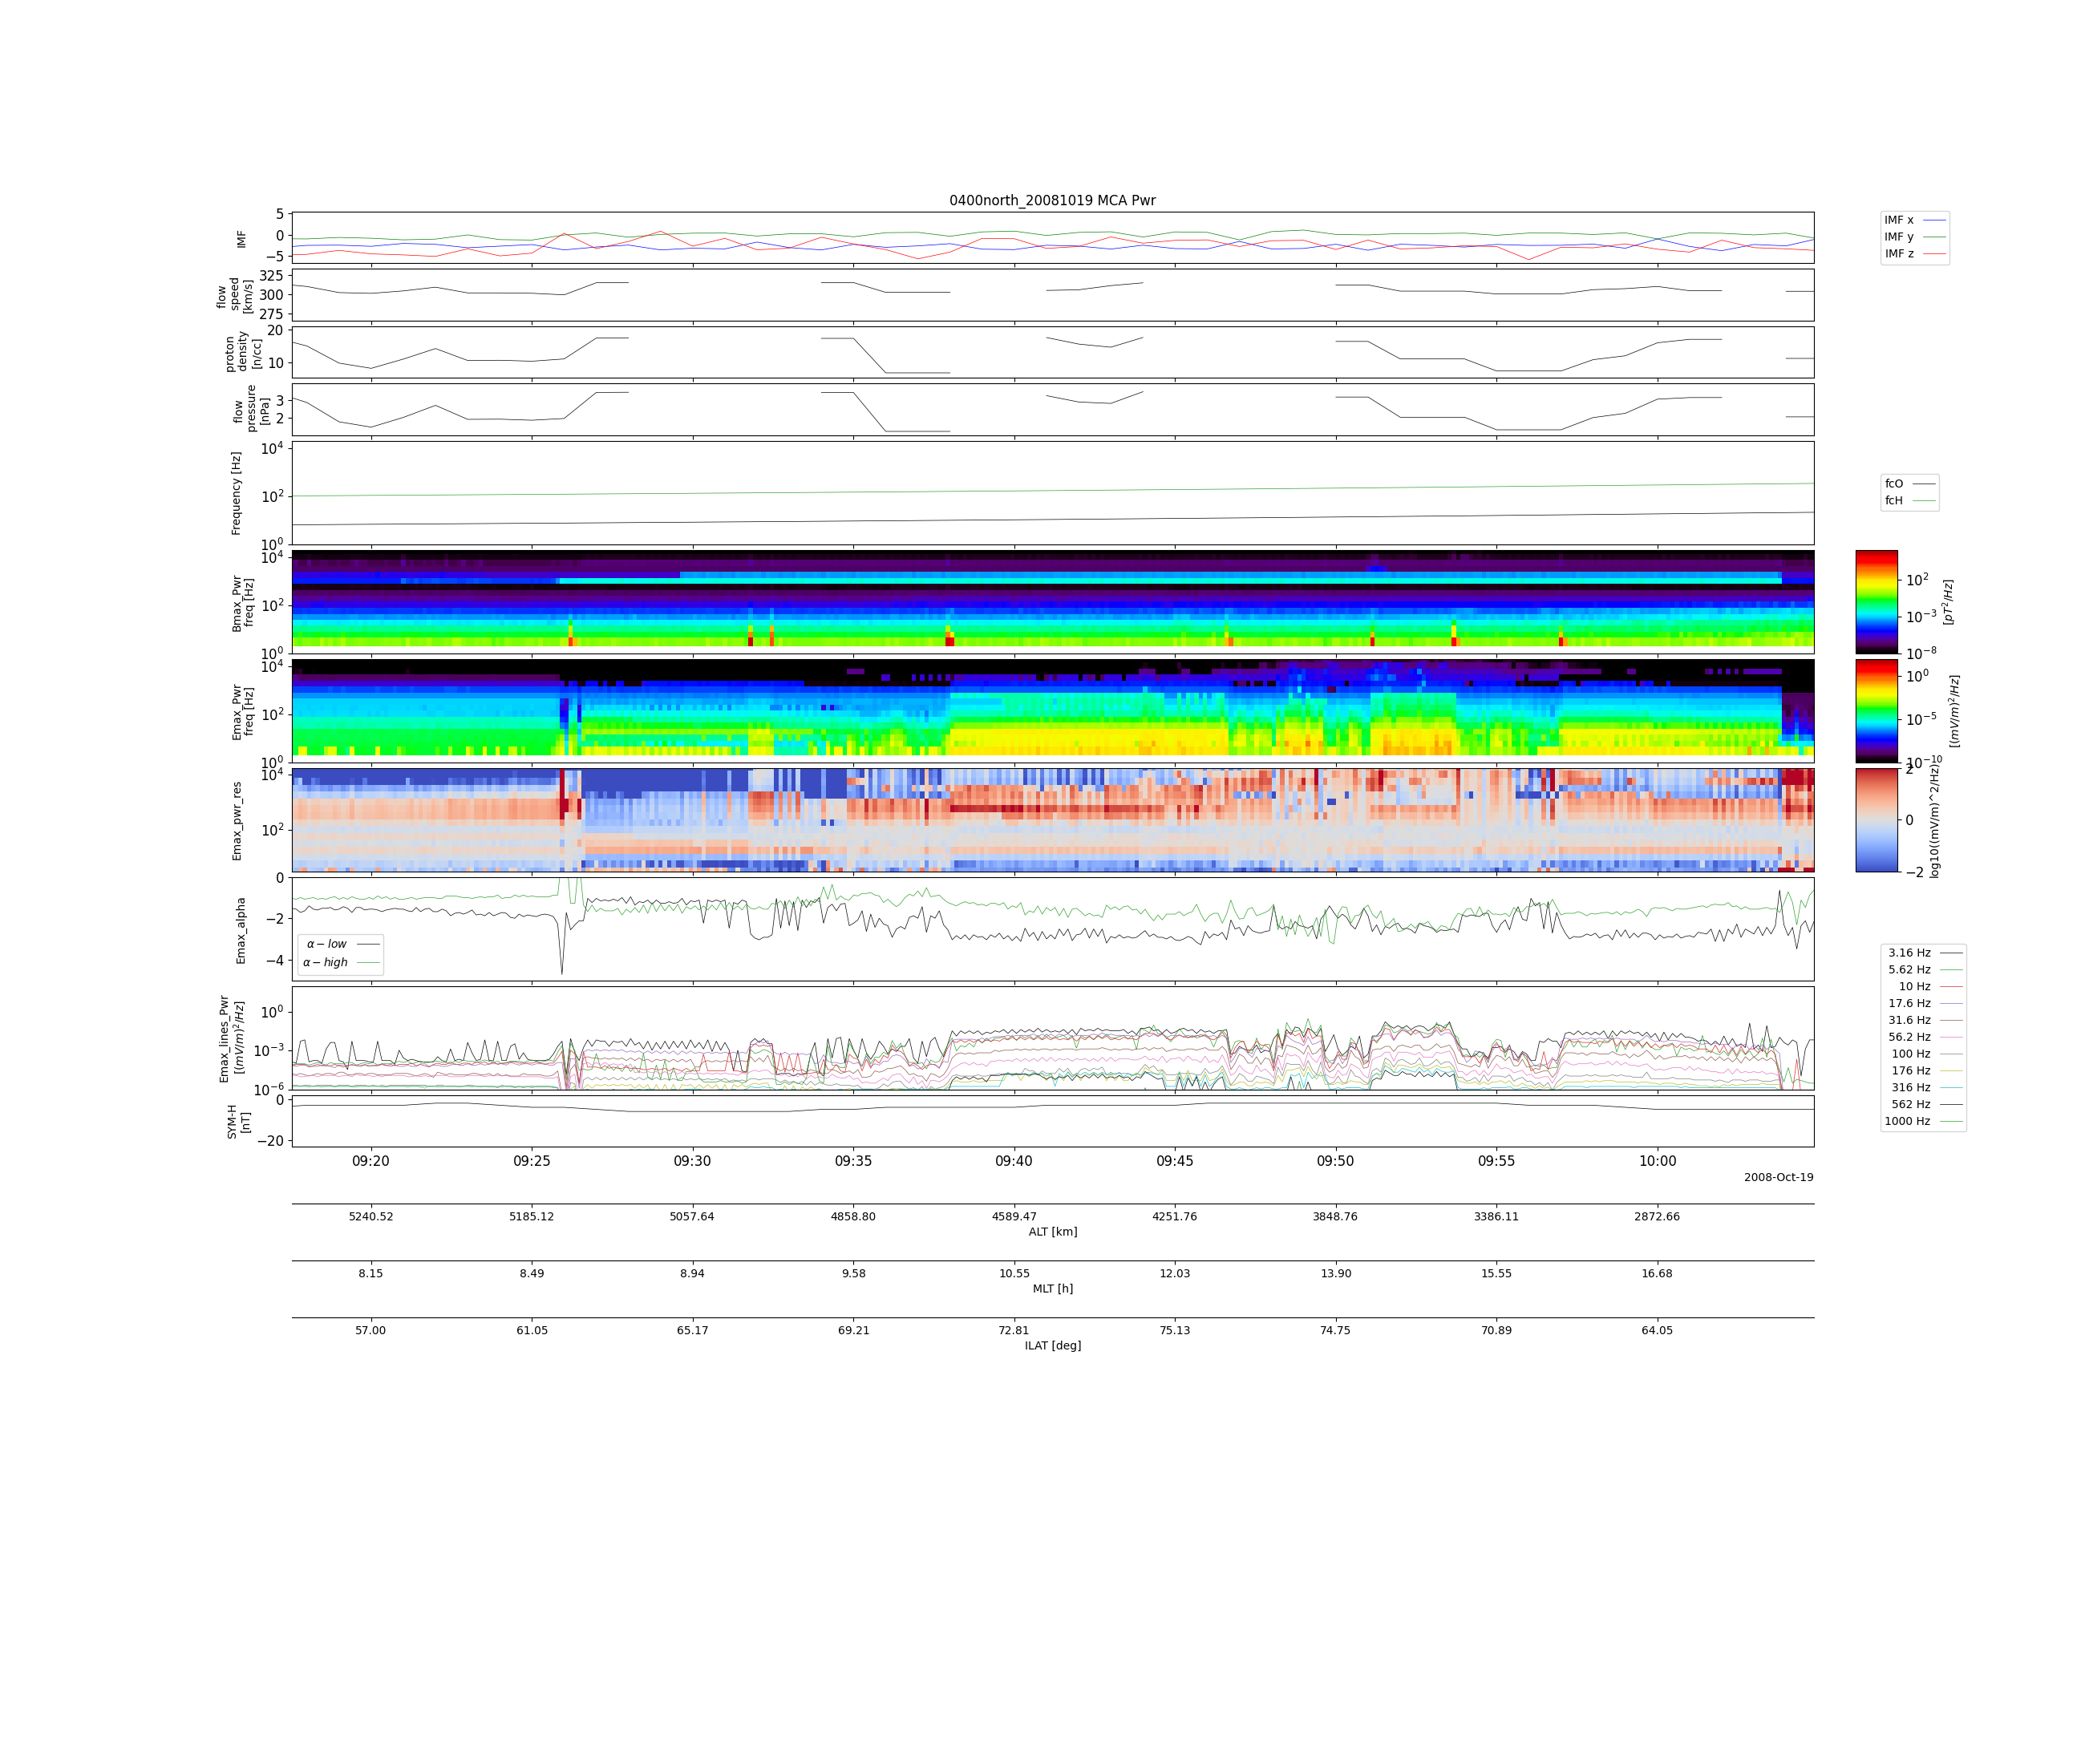 0400north_20081019 MCA Pwr
IMF
5
0
−5
IMF x
IMF y
IMF z
flow
speed
[km/s]
325
300
275
proton
density
[n/cc]
20
10
flow
pressure
[nPa]
3
2
Frequency [Hz]
10^4
10^2
10^0
fcO
fcH
Bmax_Pwr
freq [Hz]
10^4
10^2
10^0
10^2
10^-3
10^-8
[pT^2/Hz]
Emax_Pwr
freq [Hz]
10^4
10^2
10^0
10^0
10^-5
10^-10
[(mV/m)^2/Hz]
Emax_pwr_res
10^4
10^2
2
0
−2
log10((mV/m)^2/Hz)
Emax_alpha
0
−2
−4
α − low
α − high
Emax_lines_Pwr
[(mV/m)^2/Hz]
10^0
10^-3
10^-6
3.16 Hz
5.62 Hz
10 Hz
17.6 Hz
31.6 Hz
56.2 Hz
100 Hz
176 Hz
316 Hz
562 Hz
1000 Hz
SYM-H
[nT]
0
−20
09:20 09:25 09:30 09:35 09:40 09:45 09:50 09:55 10:00
2008-Oct-19
5240.52 5185.12 5057.64 4858.80 4589.47 4251.76 3848.76 3386.11 2872.66
ALT [km]
8.15 8.49 8.94 9.58 10.55 12.03 13.90 15.55 16.68
MLT [h]
57.00 61.05 65.17 69.21 72.81 75.13 74.75 70.89 64.05
ILAT [deg]